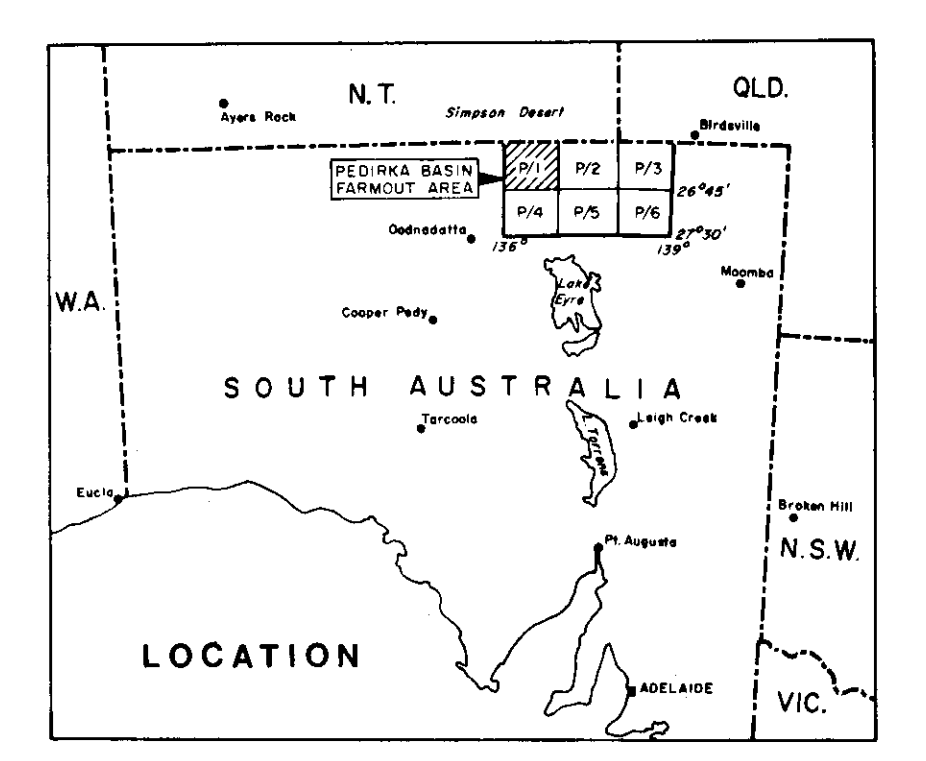 N.T.
QLD.
Ayers Rock
Simpson Desert
Birdsville
PEDIRKA BASIN
FARMOUT AREA
P/1
P/2
P/3
26°45'
P/4
P/5
P/6
27°30'
136°
139°
Oodnadatta
Moomba
W.A.
Lake
Eyre
Cooper Pedy
SOUTH AUSTRALIA
Tarcoola
L. Torrens
Leigh Creek
Eucla
Broken Hill
Pt. Augusta
N.S.W.
LOCATION
ADELAIDE
VIC.